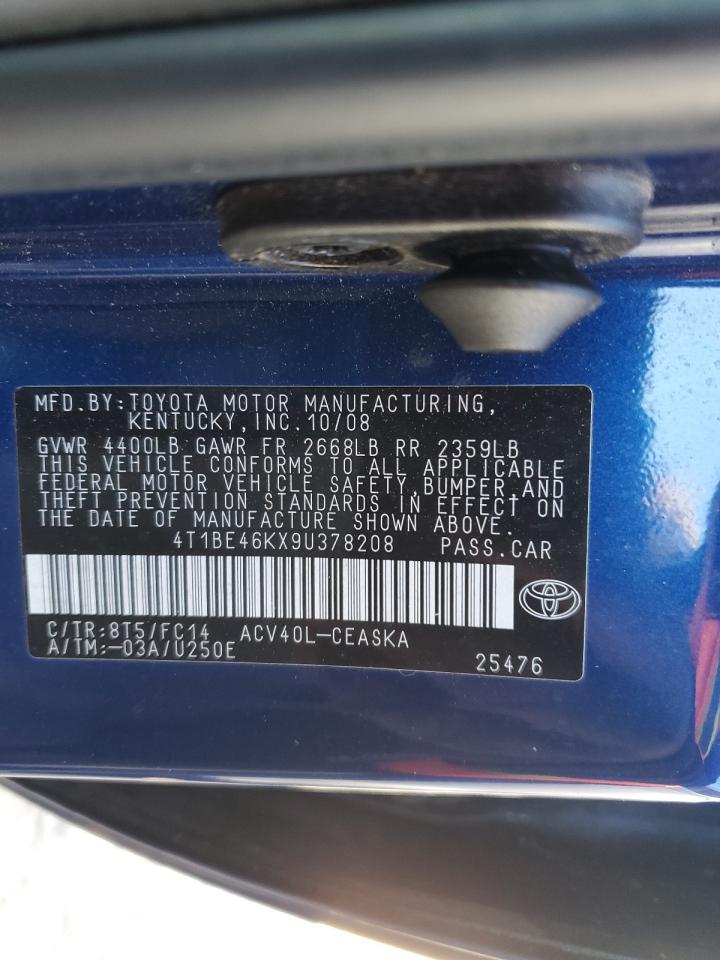 MFD.BY:TOYOTA MOTOR MANUFACTURING,
KENTUCKY,INC.10/08
GVWR 4400LB GAWR FR 2668LB RR 2359LB
THIS VEHICLE CONFORMS TO ALL APPLICABLE
FEDERAL MOTOR VEHICLE SAFETY,BUMPER,AND
THEFT PREVENTION STANDARDS IN EFFECT ON
THE DATE OF MANUFACTURE SHOWN ABOVE.
4T1BE46KX9U378208 PASS.CAR
C/TR:8T5/FC14 ACV40L-CEASKA
A/TM:-03A/U250E
25476